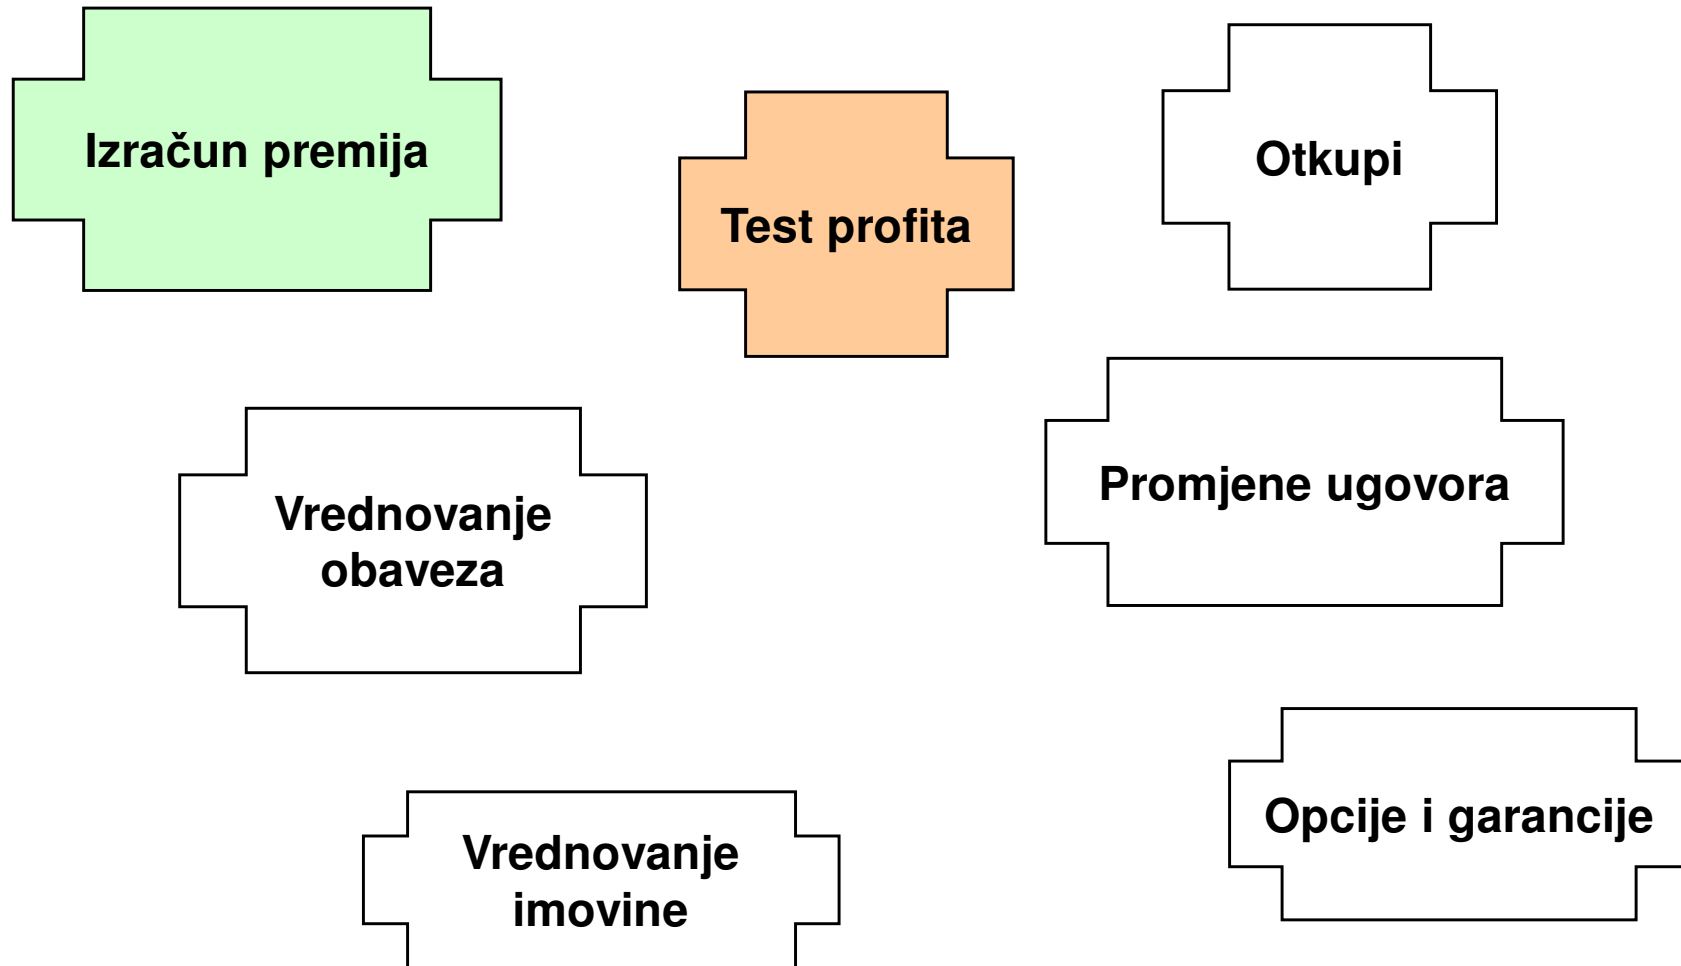 Izračun premija
Test profita
Otkupi
Vrednovanje
obaveza
Promjene ugovora
Vrednovanje
imovine
Opcije i garancije